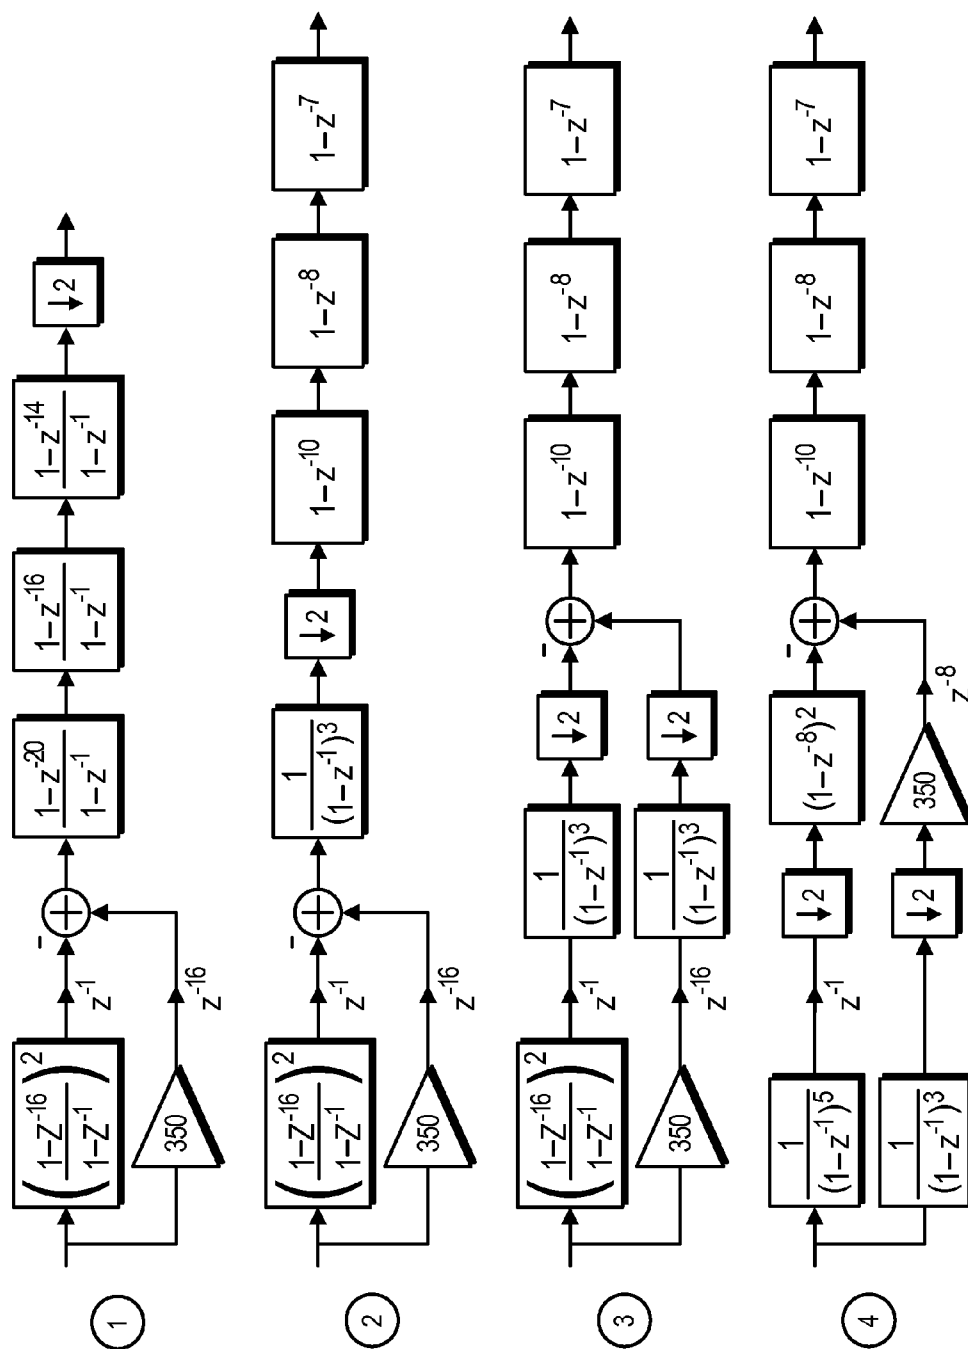 1
(1-z^-16 / 1-z^-1)^2
z^-1
-
+
350
z^-16
1-z^-20 / 1-z^-1
1-z^-16 / 1-z^-1
1-z^-14 / 1-z^-1
↓2
2
(1-z^-16 / 1-z^-1)^2
z^-1
-
+
350
z^-16
1 / (1-z^-1)^3
↓2
1-z^-10
1-z^-8
1-z^-7
3
(1-z^-16 / 1-z^-1)^2
z^-1
1 / (1-z^-1)^3
↓2
-
+
350
z^-16
1 / (1-z^-1)^3
↓2
1-z^-10
1-z^-8
1-z^-7
4
1 / (1-z^-1)^5
z^-1
↓2
(1-z^-8)^2
-
+
1 / (1-z^-1)^3
↓2
350
z^-8
1-z^-10
1-z^-8
1-z^-7